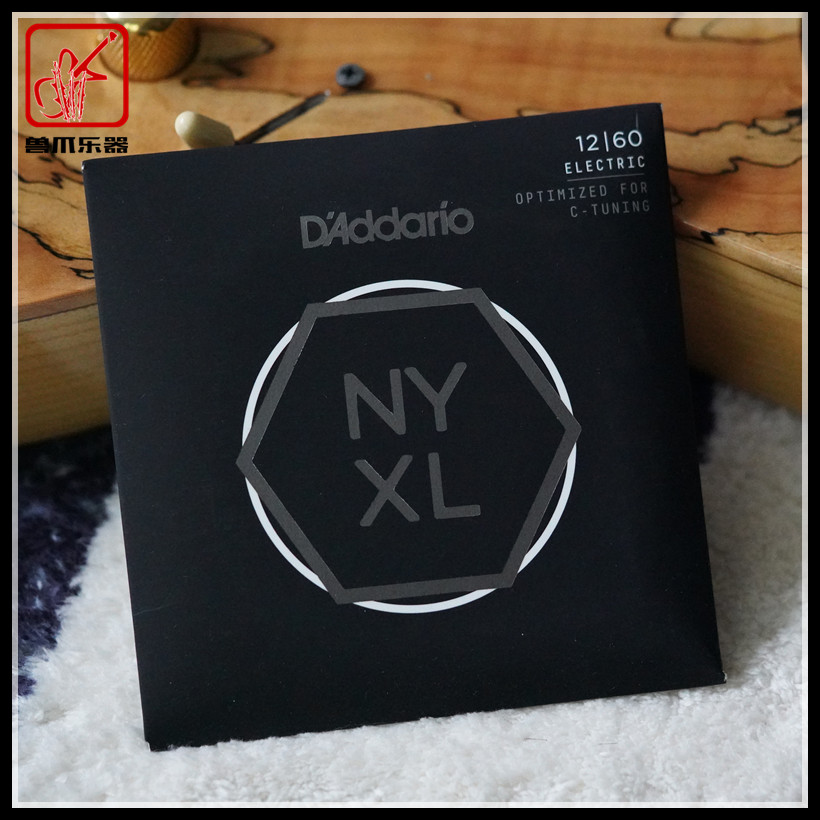 兽爪乐器
12|60
ELECTRIC
OPTIMIZED FOR
C-TUNING
D'Addario
NY
XL